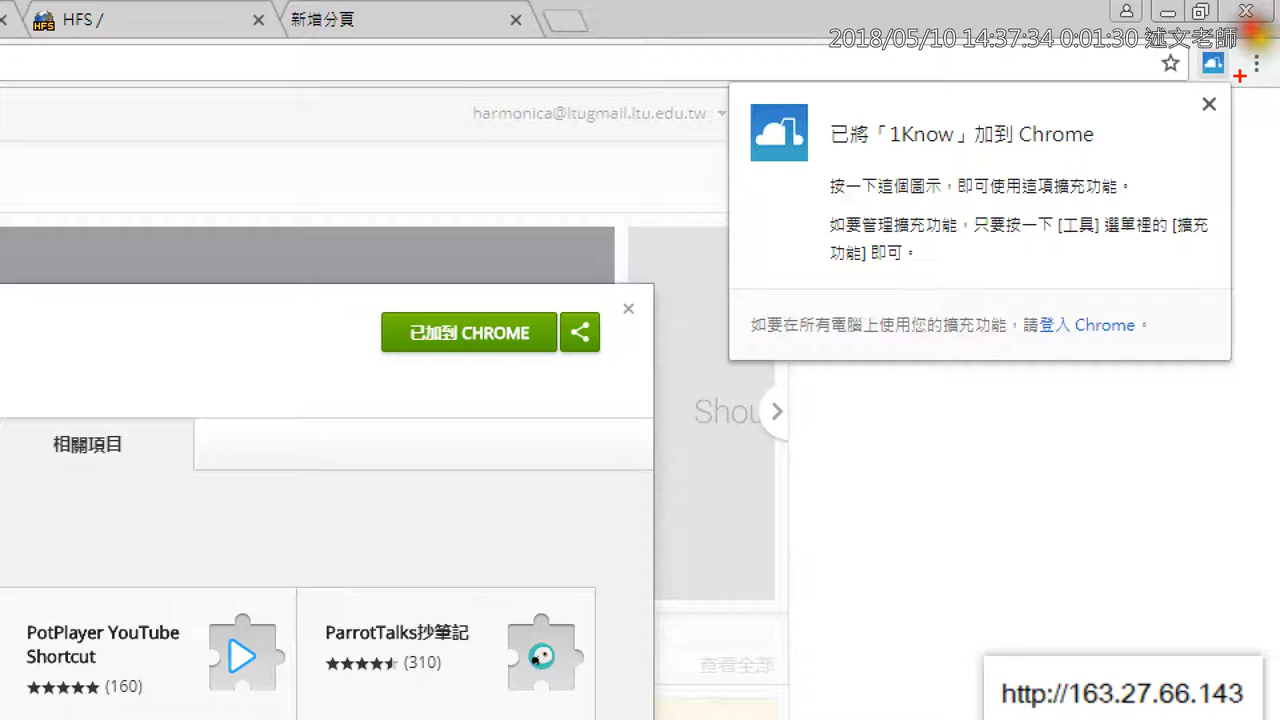 HFS /
新增分頁
2018/05/10 14:37:34 0:01:30 述文老師
harmonica@ltugmail.ltu.edu.tw
已將「1Know」加到 Chrome
按一下這個圖示，即可使用這項擴充功能。
如要管理擴充功能，只要按一下 [工具] 選單裡的 [擴充
功能] 即可。
如要在所有電腦上使用您的擴充功能，請登入 Chrome。
已加到 CHROME
Shou
相關項目
PotPlayer YouTube
Shortcut
(160)
ParrotTalks抄筆記
(310)
查看全部
http://163.27.66.143